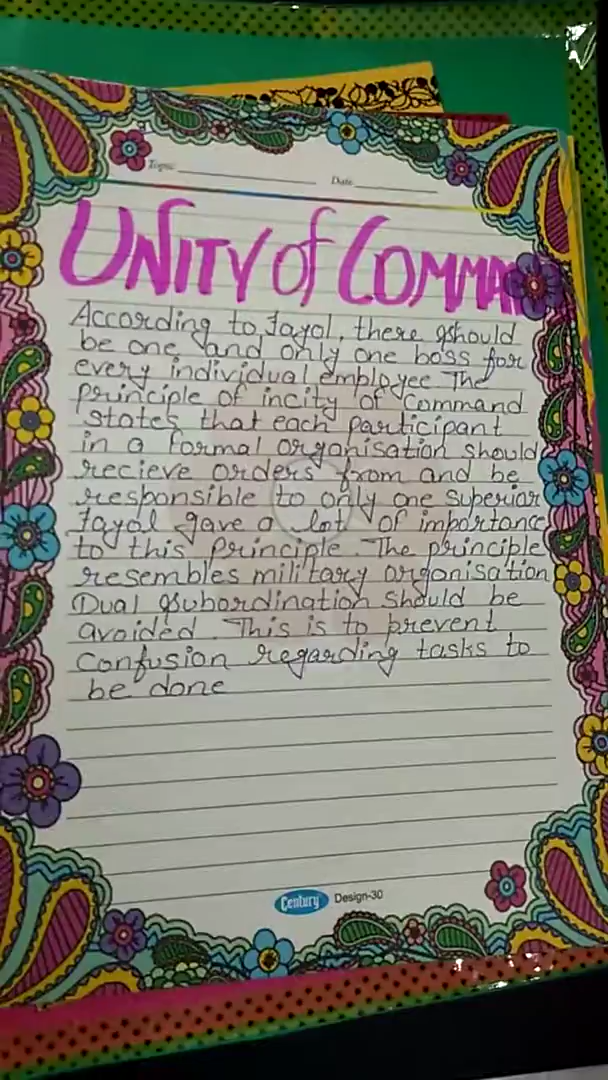 Topic Date
UNITY of COMMA
According to Fayol, there should
be one and only one boss for
every individual employee The
principle of incity of Command
states that each participant
in a formal organisation should
recieve orders from and be
responsible to only one superior
Fayol gave a lot of importance
to this principle. The principle
resembles military organisation
Dual Subordination should be
avoided. This is to prevent
confusion regarding tasks to
be done
Century Design-30